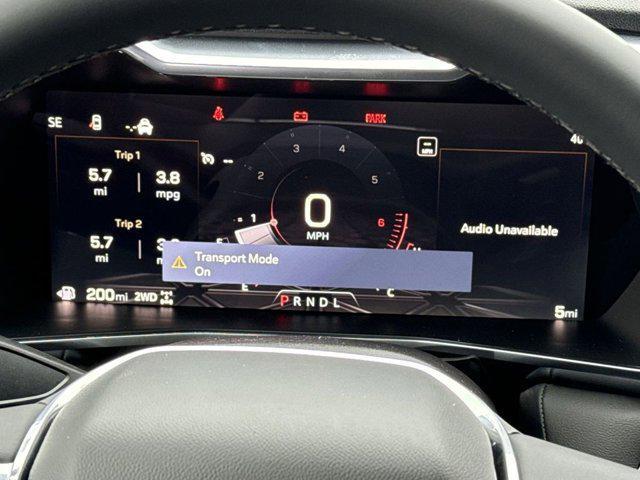 PARK
SE
40
Trip 1
5.7 mi
3.8 mpg
--
-- MPH
1 2 3 4 5 6
0
MPH
Audio Unavailable
Trip 2
5.7 mi
Transport Mode
On
E
C
200mi 2WD
PRNDL
5mi